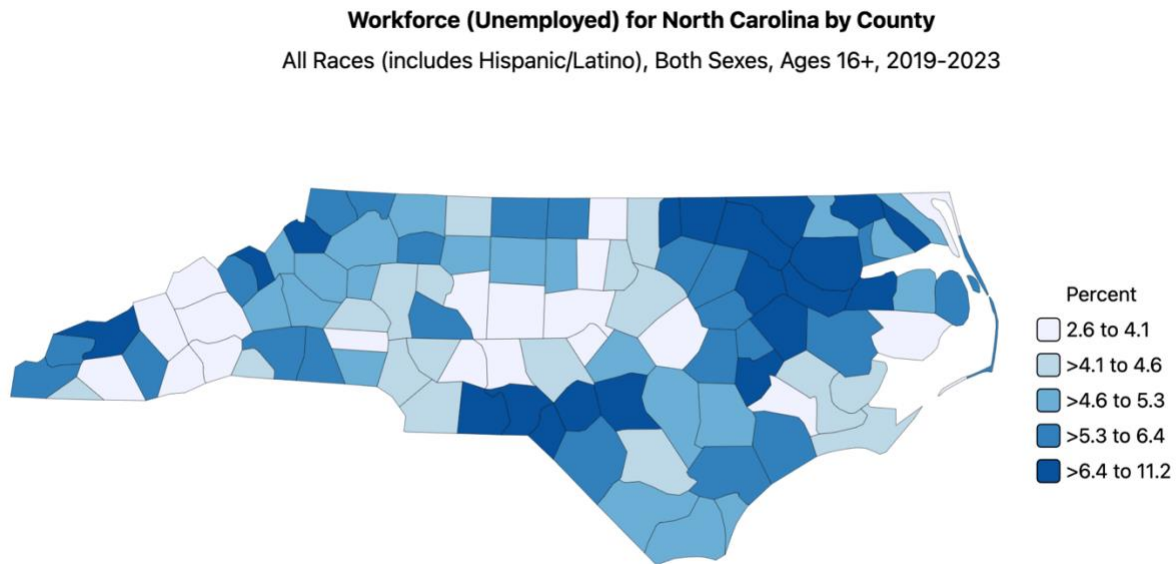 Workforce (Unemployed) for North Carolina by County
All Races (includes Hispanic/Latino), Both Sexes, Ages 16+, 2019-2023
Percent
2.6 to 4.1
>4.1 to 4.6
>4.6 to 5.3
>5.3 to 6.4
>6.4 to 11.2